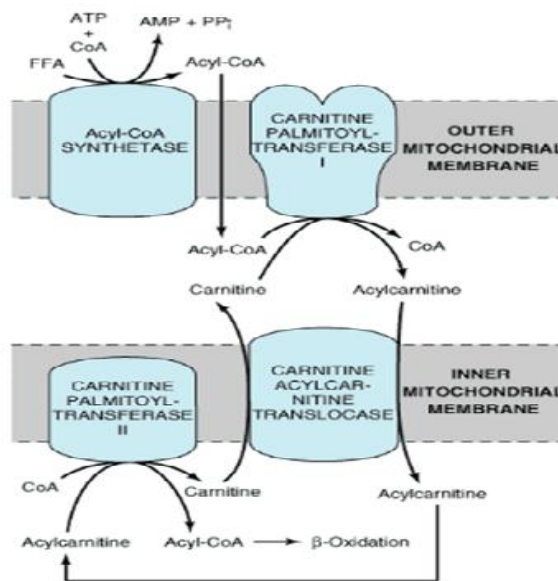 ATP
+
CoA
AMP + PPi
FFA
Acyl-CoA
Acyl-CoA
SYNTHETASE
CARNITINE
PALMITOYL-
TRANSFERASE
I
OUTER
MITOCHONDRIAL
MEMBRANE
Acyl-CoA
CoA
Carnitine
Acylcarnitine
CARNITINE
PALMITOYL-
TRANSFERASE
II
CARNITINE
ACYLCAR-
NITINE
TRANSLOCASE
INNER
MITOCHONDRIAL
MEMBRANE
CoA
Carnitine
Acylcarnitine
Acylcarnitine
Acyl-CoA
β-Oxidation